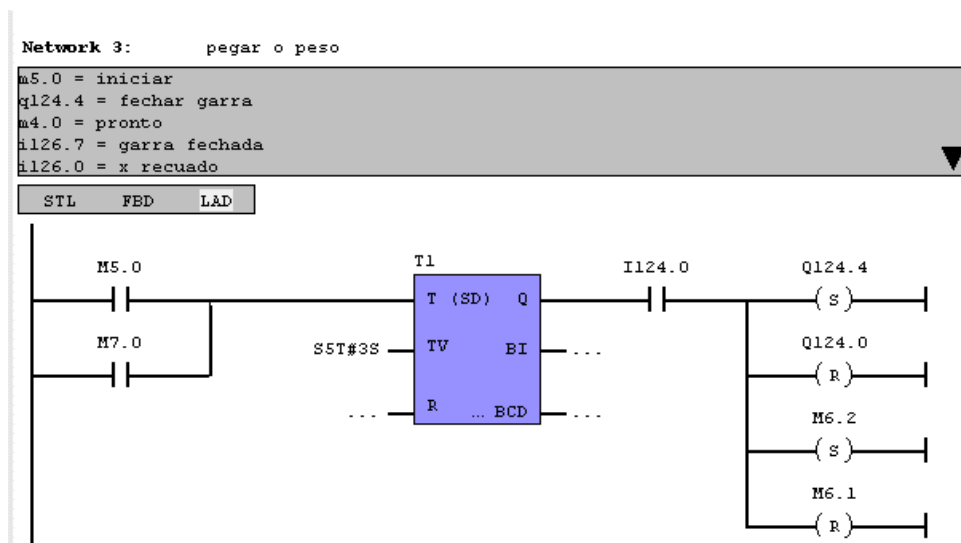 Network 3: pegar o peso
m5.0 = iniciar
q124.4 = fechar garra
m4.0 = pronto
i126.7 = garra fechada
i126.0 = x recuado
STL FBD LAD
M5.0 T1 I124.0 Q124.4
T (SD) Q (S)
M7.0 S5T#3S TV BI ... Q124.0
(R)
... R ... BCD ... M6.2
(S)
M6.1
(R)